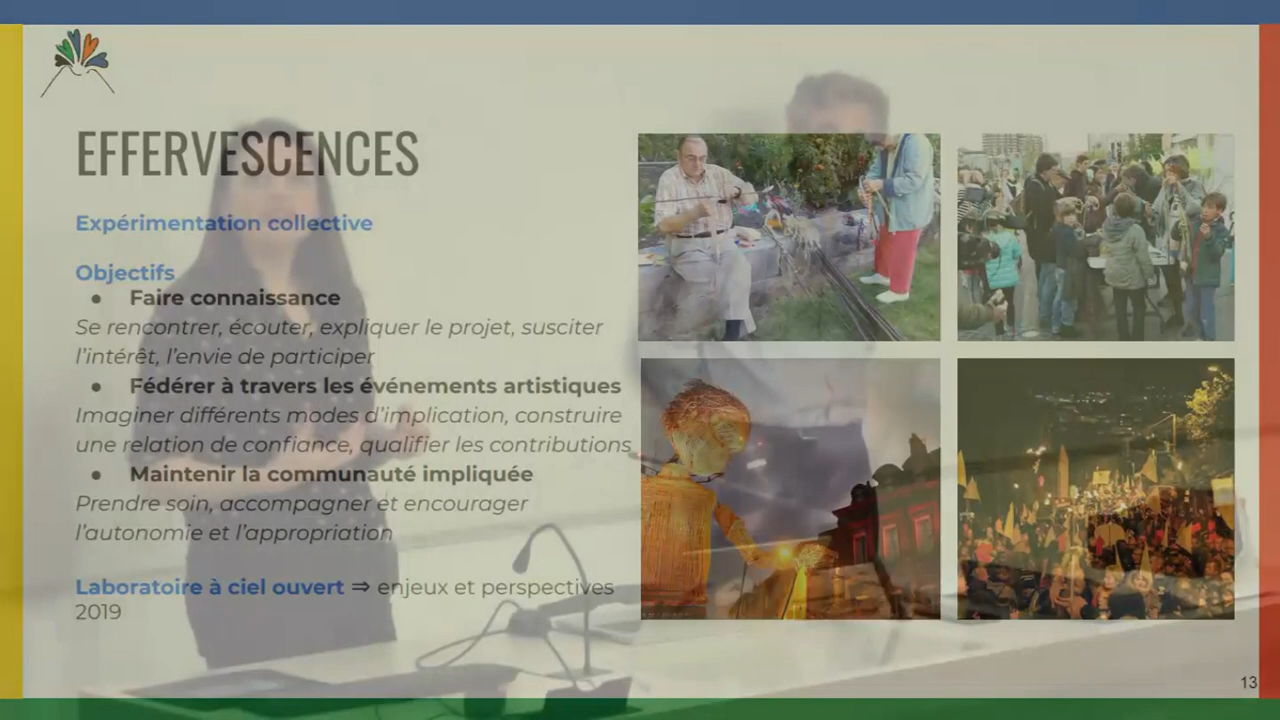 EFFERVESCENCES
Expérimentation collective
Objectifs
● Faire connaissance
Se rencontrer, écouter, expliquer le projet, susciter
l'intérêt, l'envie de participer
● Fédérer à travers les événements artistiques
Imaginer différents modes d'implication, construire
une relation de confiance, qualifier les contributions
● Maintenir la communauté impliquée
Prendre soin, accompagner et encourager
l'autonomie et l'appropriation
Laboratoire à ciel ouvert ⇒ enjeux et perspectives
2019
13